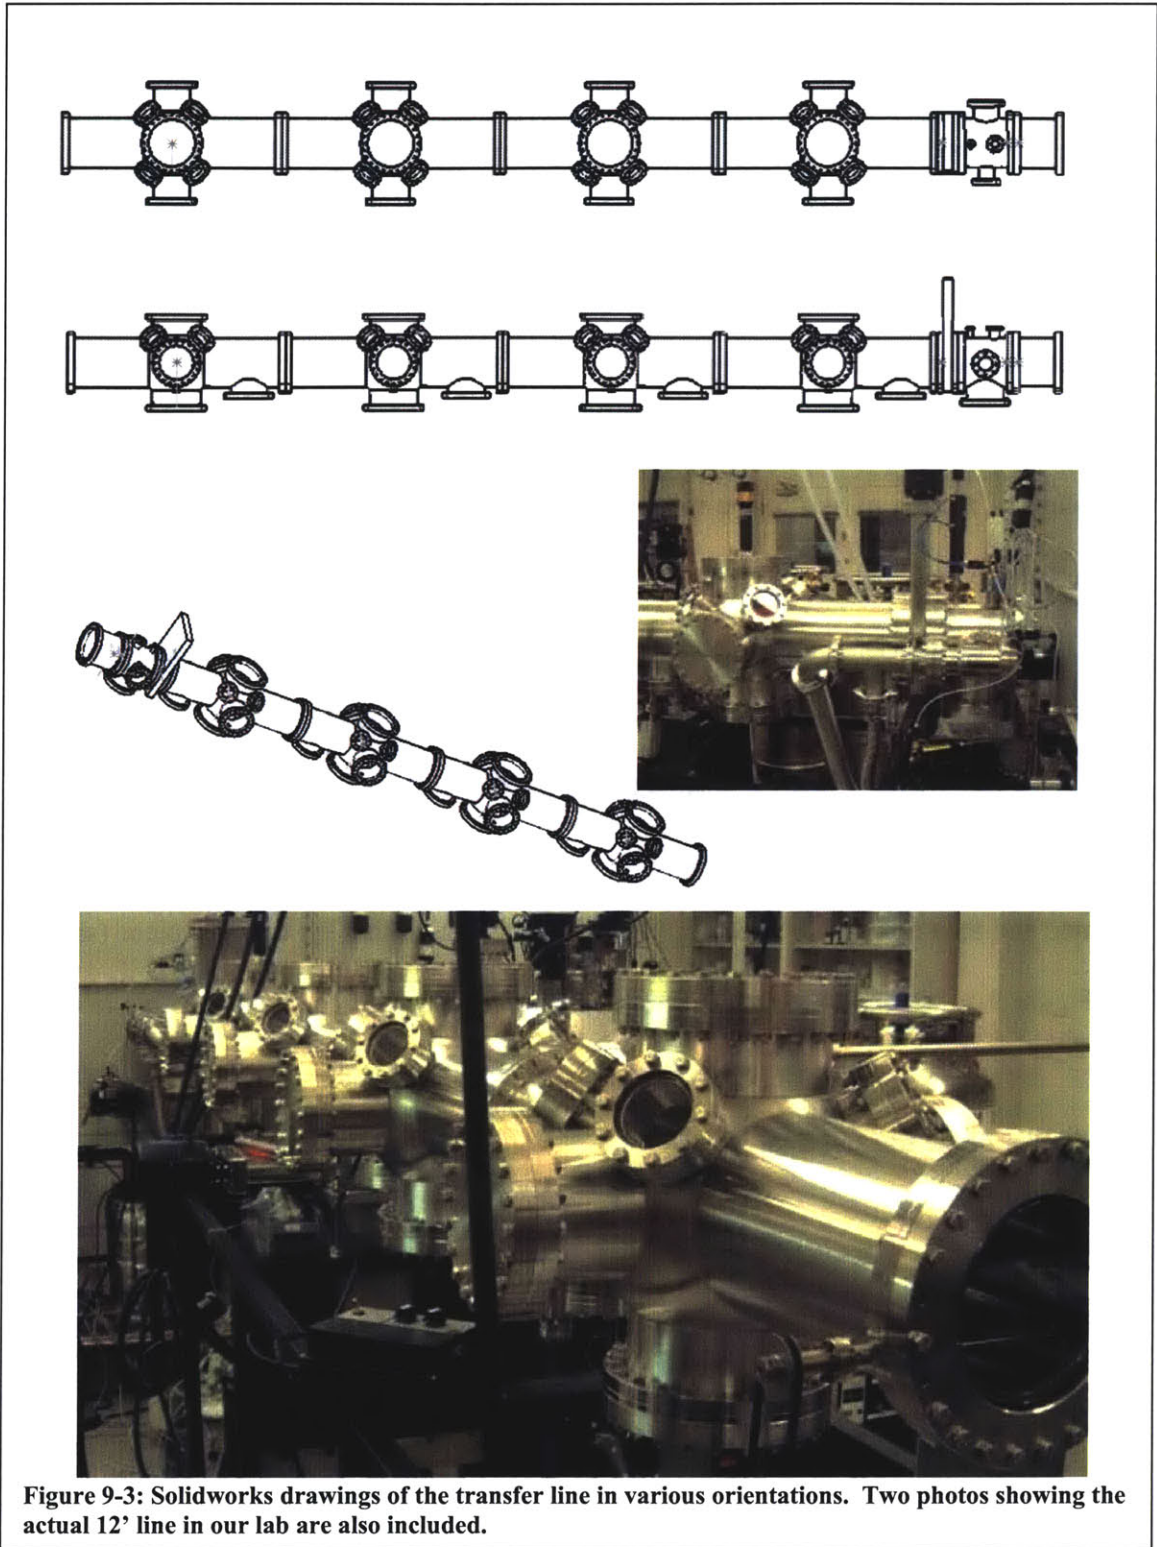 Figure 9-3: Solidworks drawings of the transfer line in various orientations.  Two photos showing the
actual 12’ line in our lab are also included.